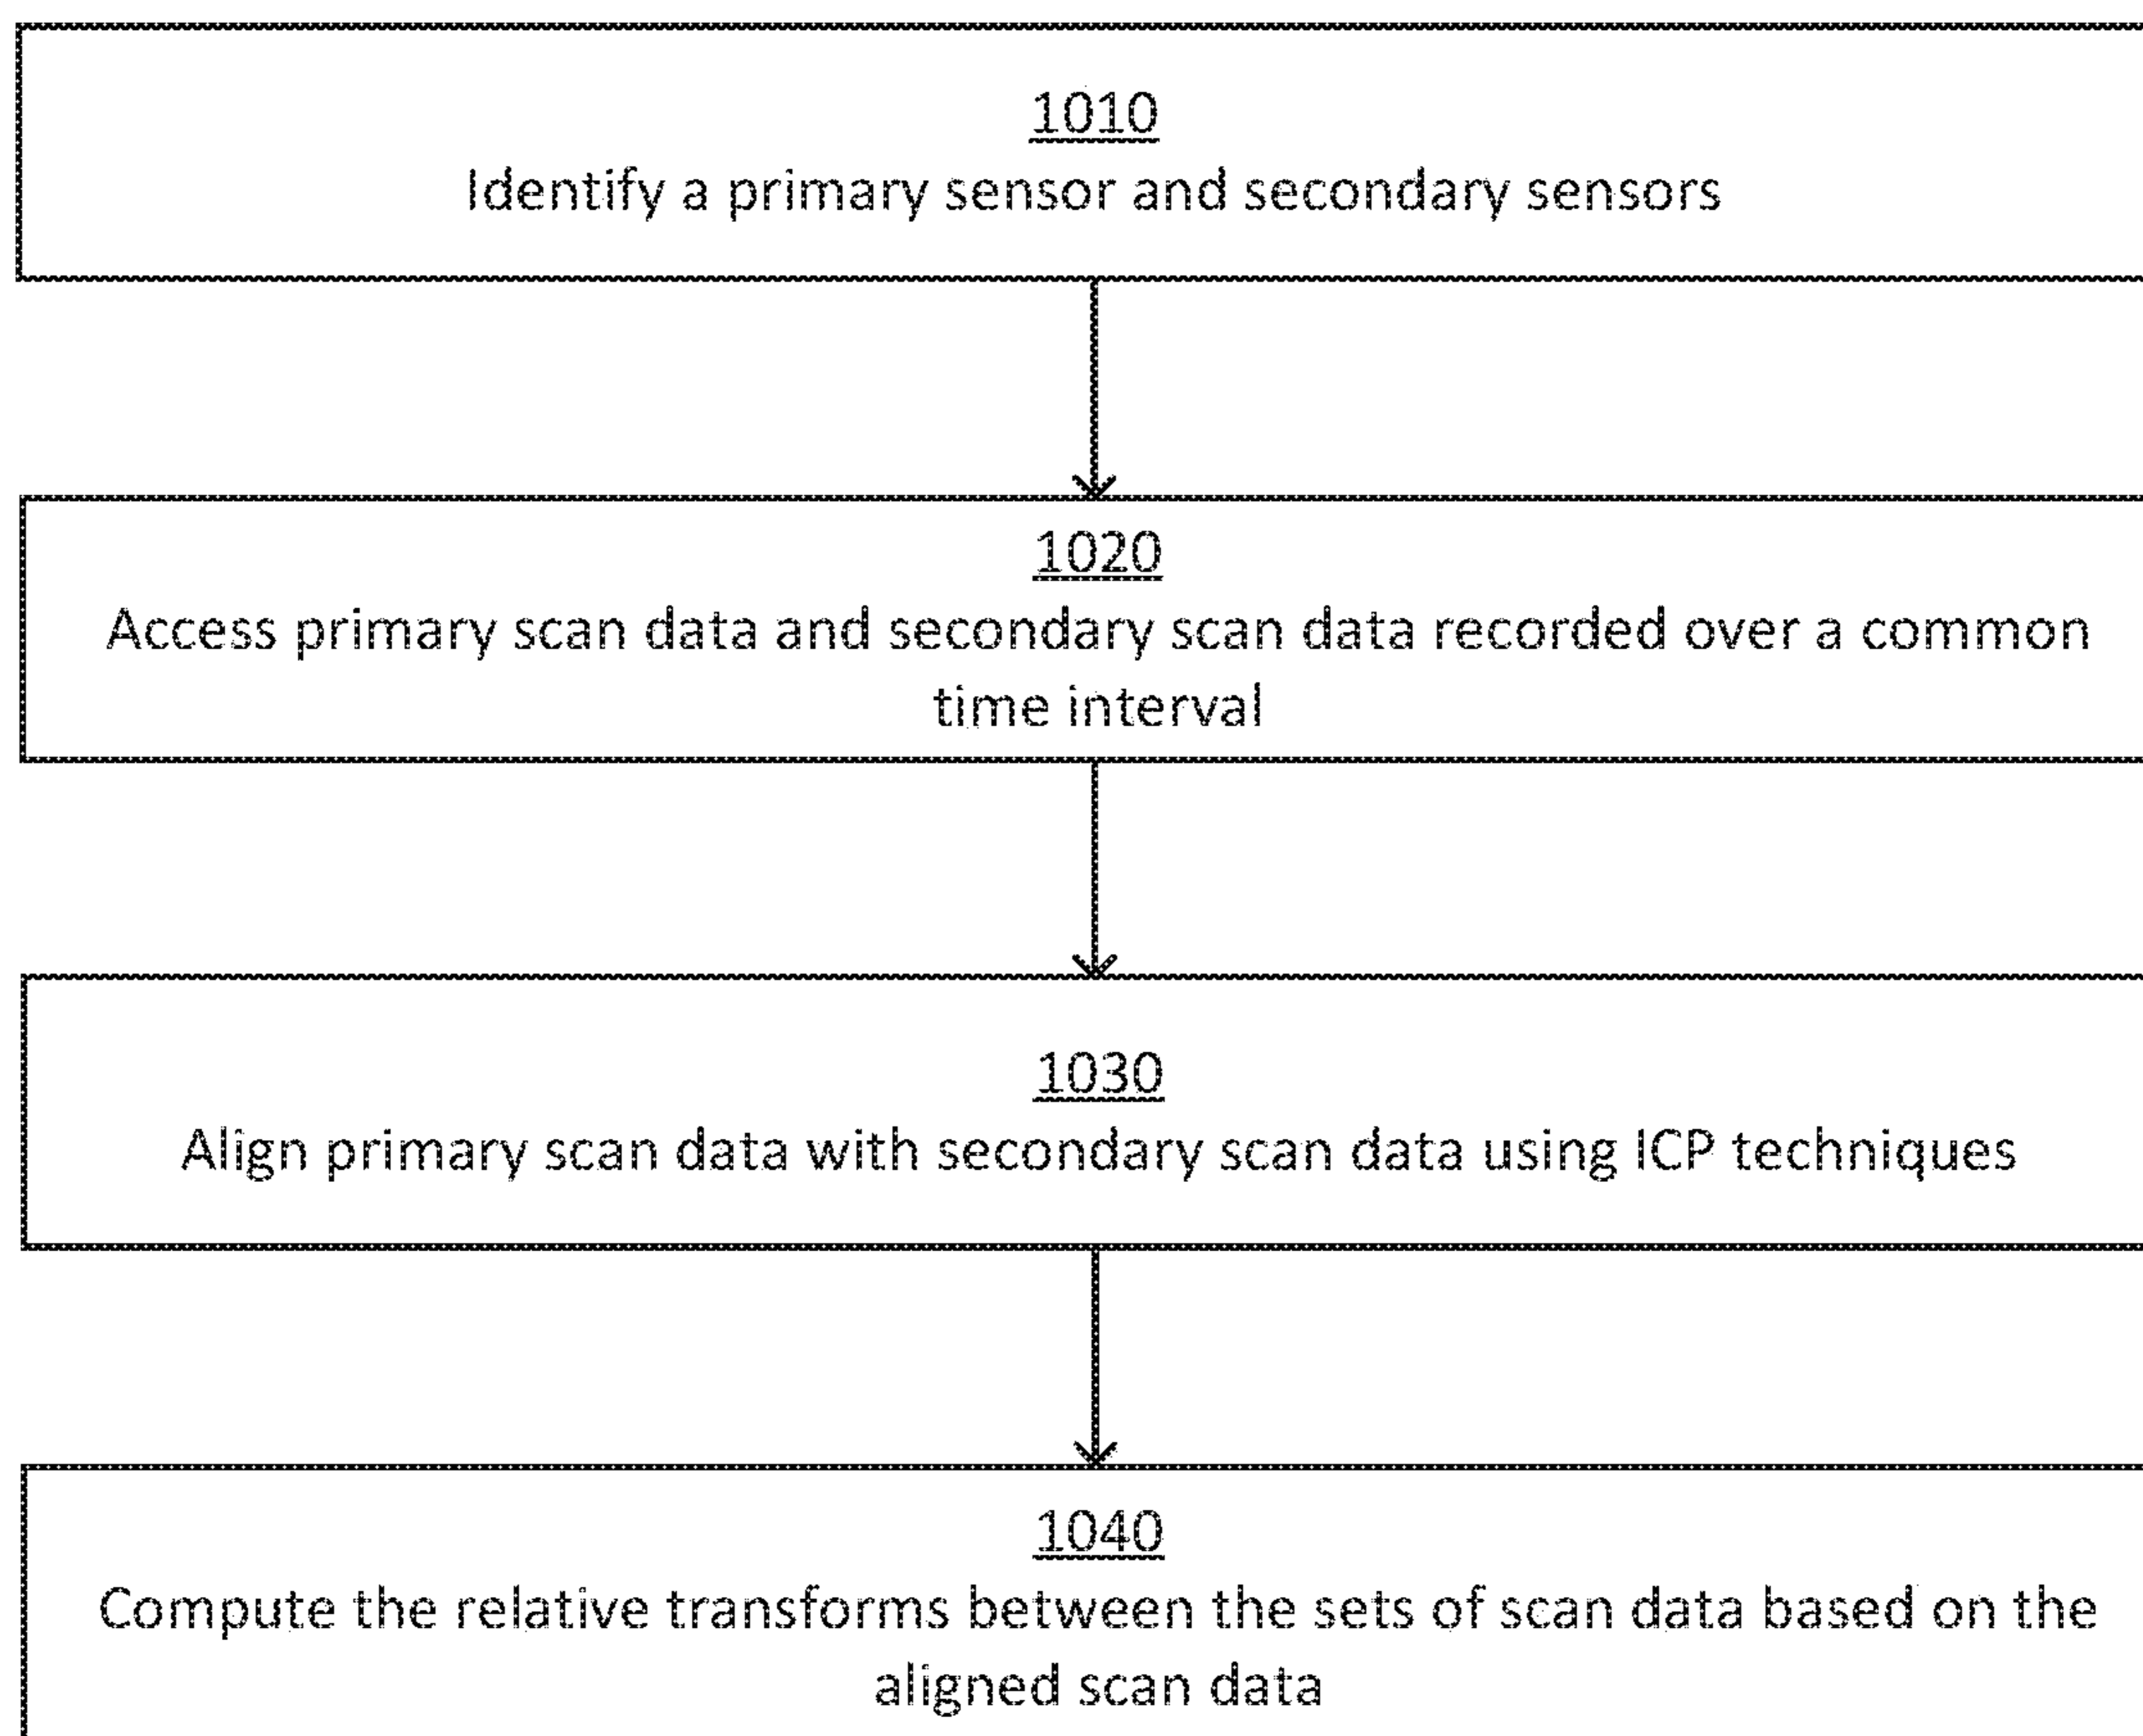 1010
Identify a primary sensor and secondary sensors
1020
Access primary scan data and secondary scan data recorded over a common
time interval
1030
Align primary scan data with secondary scan data using ICP techniques
1040
Compute the relative transforms between the sets of scan data based on the
aligned scan data